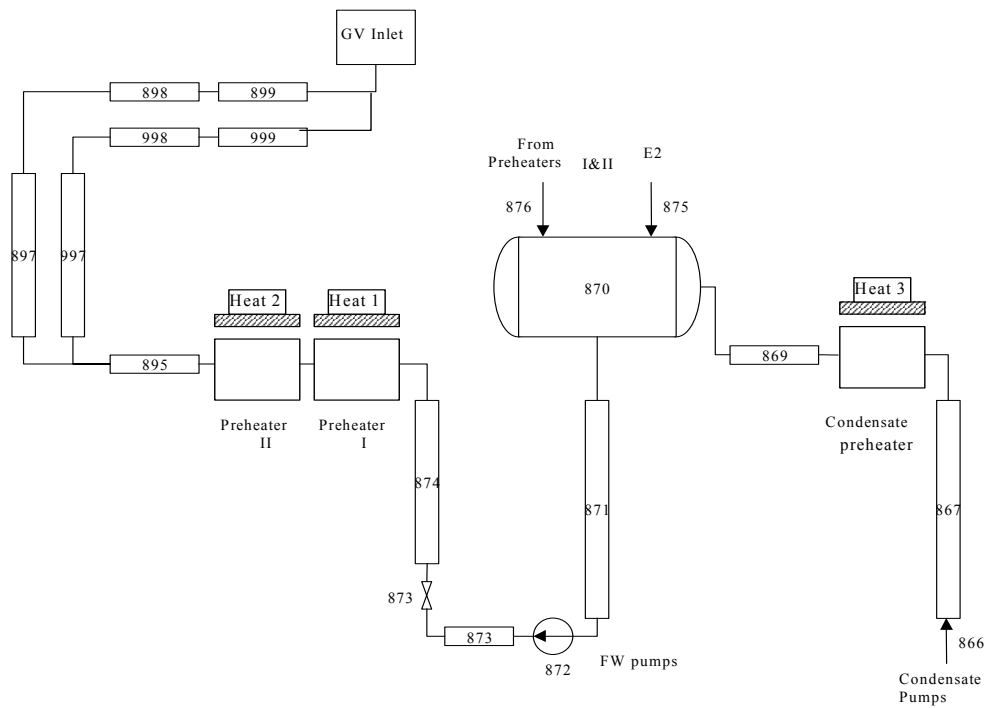 GV Inlet
898
899
998
999
From
Preheaters
I&II
E2
876
875
897
997
870
Heat 2
Heat 1
Heat 3
895
869
Preheater
II
Preheater
I
Condensate
preheater
874
871
867
873
873
872
FW pumps
866
Condensate
Pumps